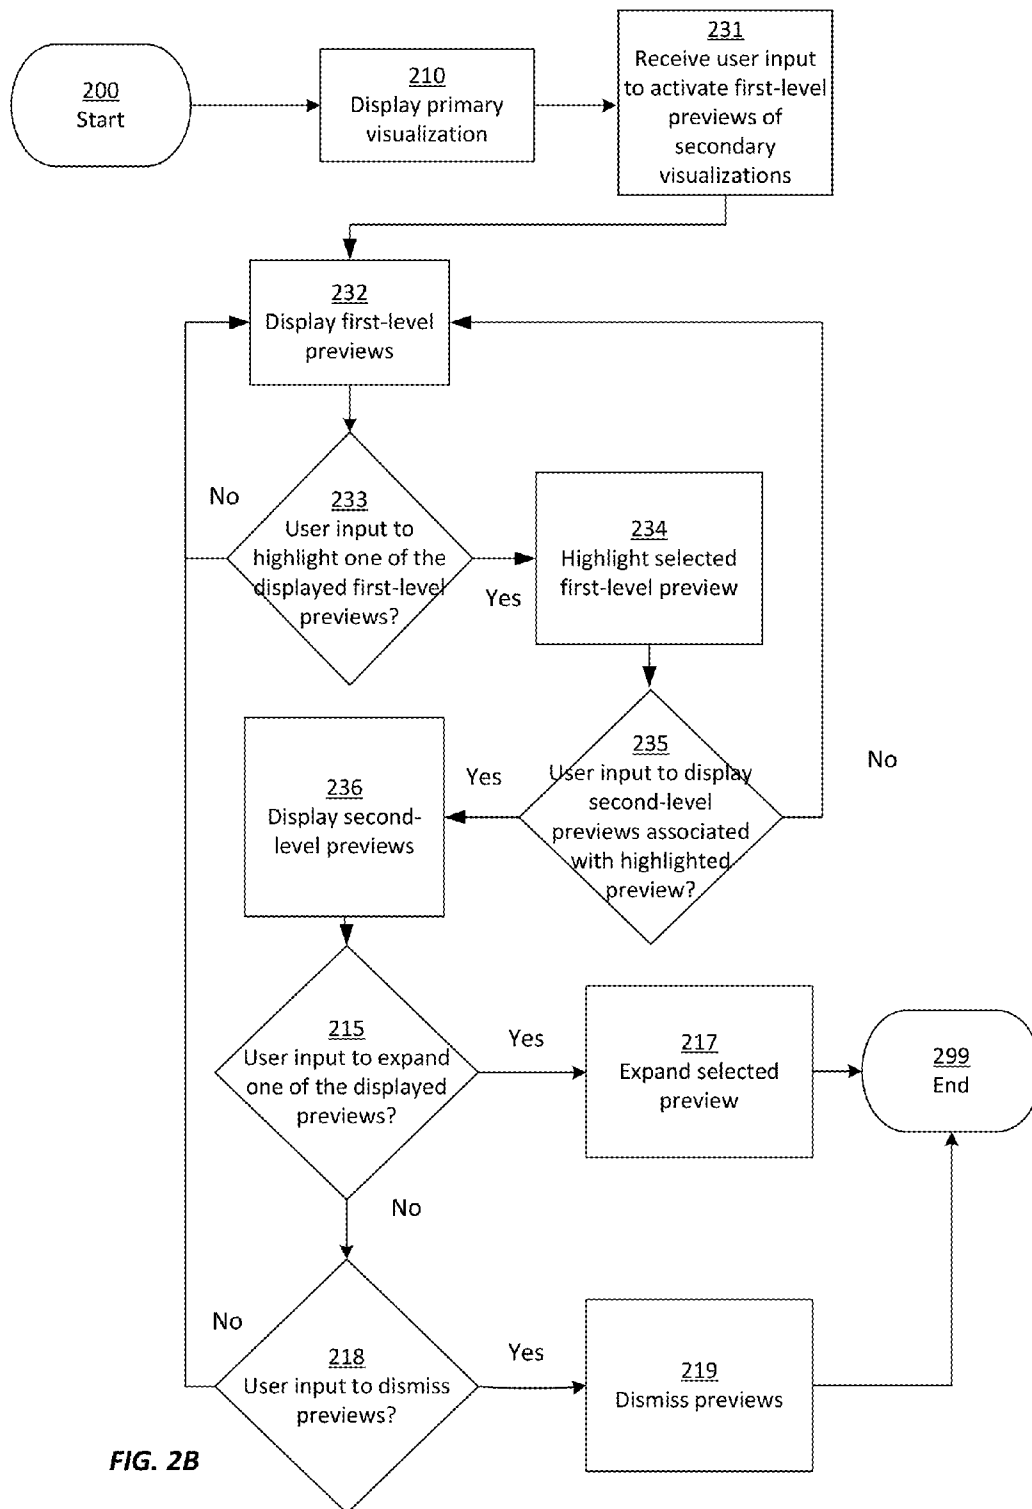 200
Start
210
Display primary
visualization
231
Receive user input
to activate first-level
previews of
secondary
visualizations
232
Display first-level
previews
No
233
User input to
highlight one of the
displayed first-level
previews?
Yes
234
Highlight selected
first-level preview
235
User input to display
second-level
previews associated
with highlighted
preview?
No
Yes
236
Display second-
level previews
215
User input to expand
one of the displayed
previews?
Yes
217
Expand selected
preview
299
End
No
No
218
User input to dismiss
previews?
Yes
219
Dismiss previews
FIG. 2B